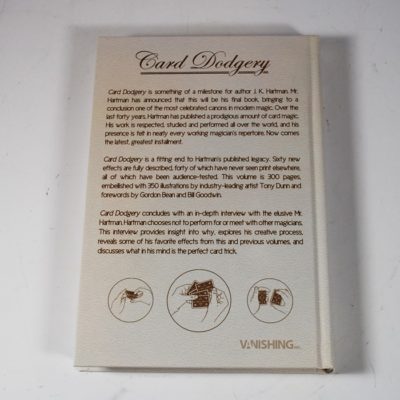 Card Dodgery
Card Dodgery is something of a milestone for author J. K. Hartman. Mr.
Hartman has announced that this will be his final book, bringing to a
conclusion one of the most celebrated canons in modern magic. Over the
last forty years, Hartman has published a prodigious amount of card magic.
His work is respected, studied and performed all over the world, and his
presence is felt in nearly every working magician's repertoire. Now comes
the latest, greatest installment.
Card Dodgery is a fitting end to Hartman's published legacy. Sixty new
effects are fully described, forty of which have never seen print elsewhere,
all of which have been audience-tested. This volume is 300 pages,
embellished with 350 illustrations by industry-leading artist Tony Dunn and
forewords by Gordon Bean and Bill Goodwin.
Card Dodgery concludes with an in-depth interview with the elusive Mr.
Hartman. Hartman chooses not to perform for or meet with other magicians.
This interview provides insight into why, explores his creative process,
reveals some of his favorite effects from this and previous volumes, and
discusses what in his mind is the perfect card trick.
VANISHING INC.